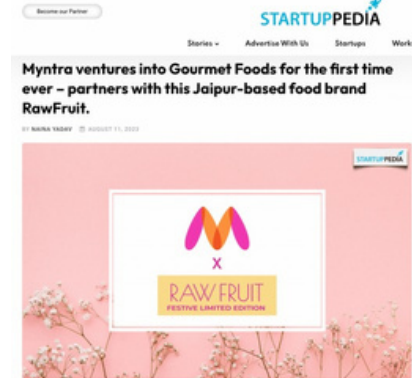 Become our Partner
STARTUPPEDIA
Stories
Advertise With Us
Startups
Work
Myntra ventures into Gourmet Foods for the first time
ever – partners with this Jaipur-based food brand
RawFruit.
BY NAINA YADAV AUGUST 11, 2023
STARTUPPEDIA
X
RAW FRUIT
FESTIVE LIMITED EDITION